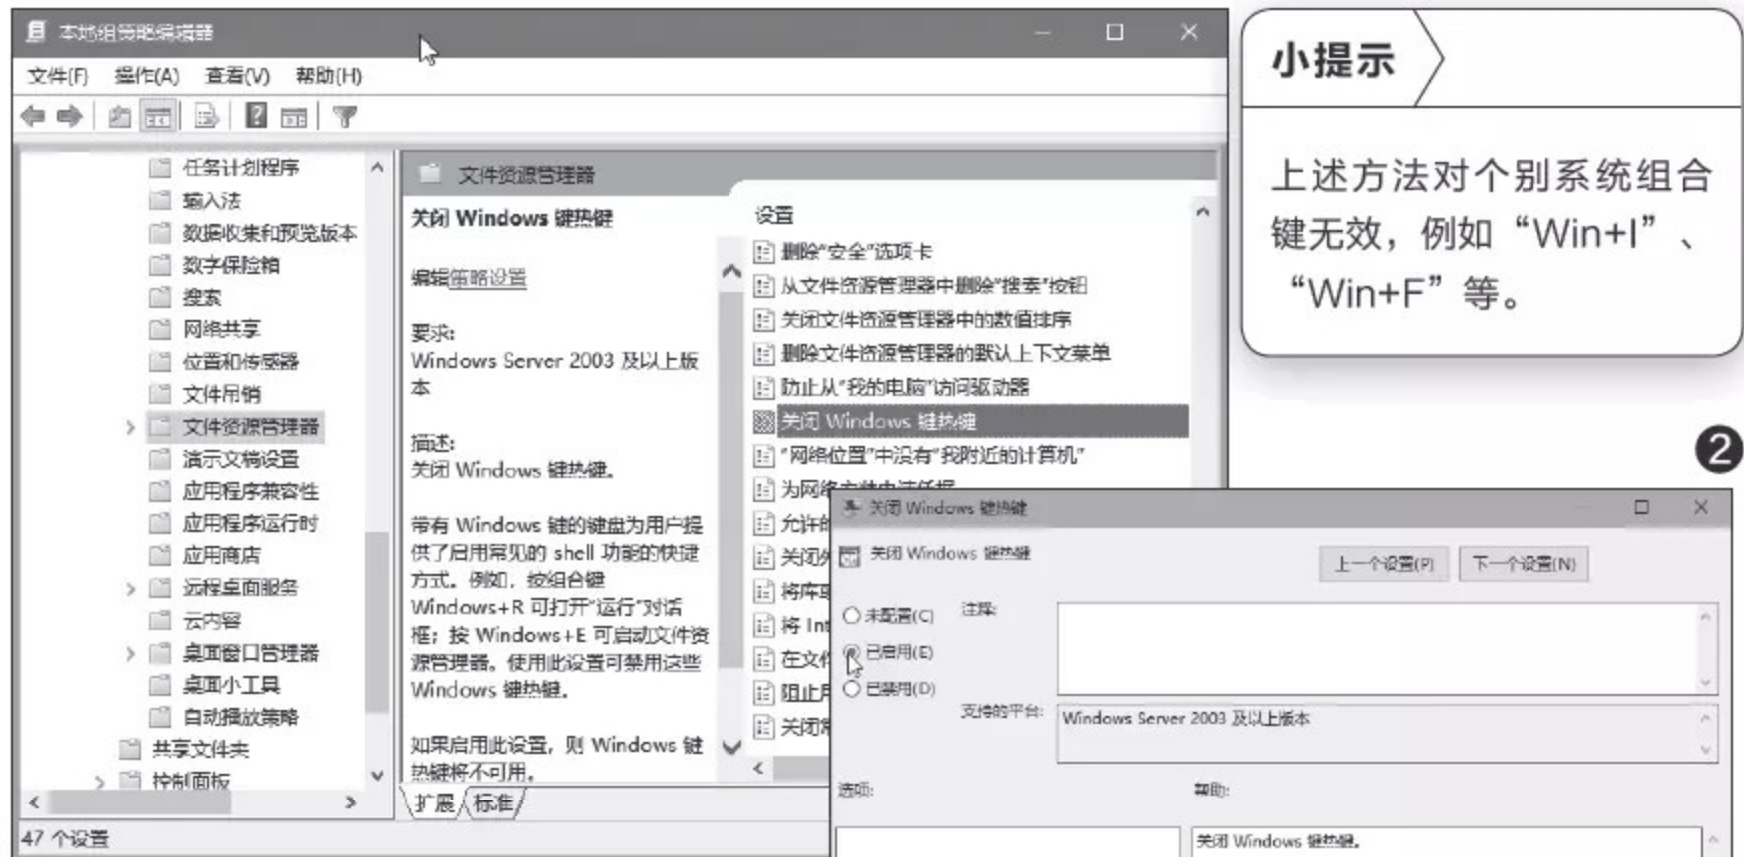 本地组策略编辑器
文件(F) 操作(A) 查看(V) 帮助(H)
任务计划程序
输入法
数据收集和预览版本
数字保险箱
搜索
网络共享
位置和传感器
文件吊销
文件资源管理器
演示文稿设置
应用程序兼容性
应用程序运行时
应用商店
远程桌面服务
云内容
桌面窗口管理器
桌面小工具
自动播放策略
共享文件夹
控制面板
文件资源管理器
关闭 Windows 键热键
编辑策略设置
要求:
Windows Server 2003 及以上版
本
描述:
关闭 Windows 键热键。
带有 Windows 键的键盘为用户提
供了启用常见的 shell 功能的快捷
方式。例如，按组合键
Windows+R 可打开“运行”对话
框；按 Windows+E 可启动文件资
源管理器。使用此设置可禁用这些
Windows 键热键。
如果启用此设置，则 Windows 键
热键将不可用。
设置
删除“安全”选项卡
从文件资源管理器中删除“搜索”按钮
关闭文件资源管理器中的数值排序
删除文件资源管理器的默认上下文菜单
防止从“我的电脑”访问驱动器
关闭 Windows 键热键
“网络位置”中没有“我附近的计算机”
为网络
允许
关闭
将库
将 Int
在文件
阻止
关闭
扩展 标准
47 个设置
小提示
上述方法对个别系统组合
键无效，例如“Win+I”、
“Win+F”等。
2
关闭 Windows 键热键
关闭 Windows 键热键
上一个设置(P) 下一个设置(N)
未配置(C) 注释:
已启用(E)
已禁用(D)
支持的平台: Windows Server 2003 及以上版本
选项: 帮助:
关闭 Windows 键热键。